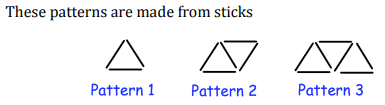 These patterns are made from sticks
Pattern 1 Pattern 2 Pattern 3